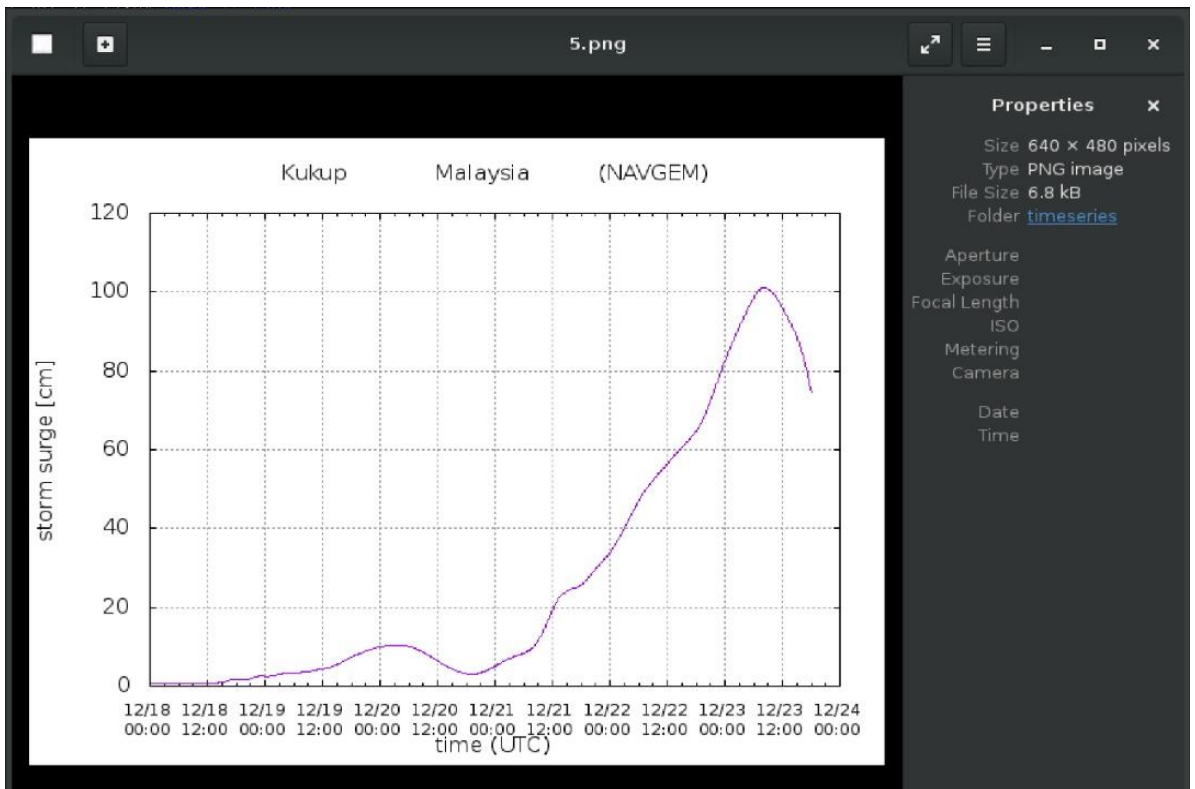 5.png
Properties
Size 640 × 480 pixels
Type PNG image
File Size 6.8 kB
Folder timeseries
Aperture
Exposure
Focal Length
ISO
Metering
Camera
Date
Time
Kukup Malaysia (NAVGEM)
120
100
80
60
40
20
0
storm surge [cm]
12/18 12/18 12/19 12/19 12/20 12/20 12/21 12/21 12/22 12/22 12/23 12/23 12/24
00:00 12:00 00:00 12:00 00:00 12:00 00:00 12:00 00:00 12:00 00:00 12:00 00:00
time (UTC)